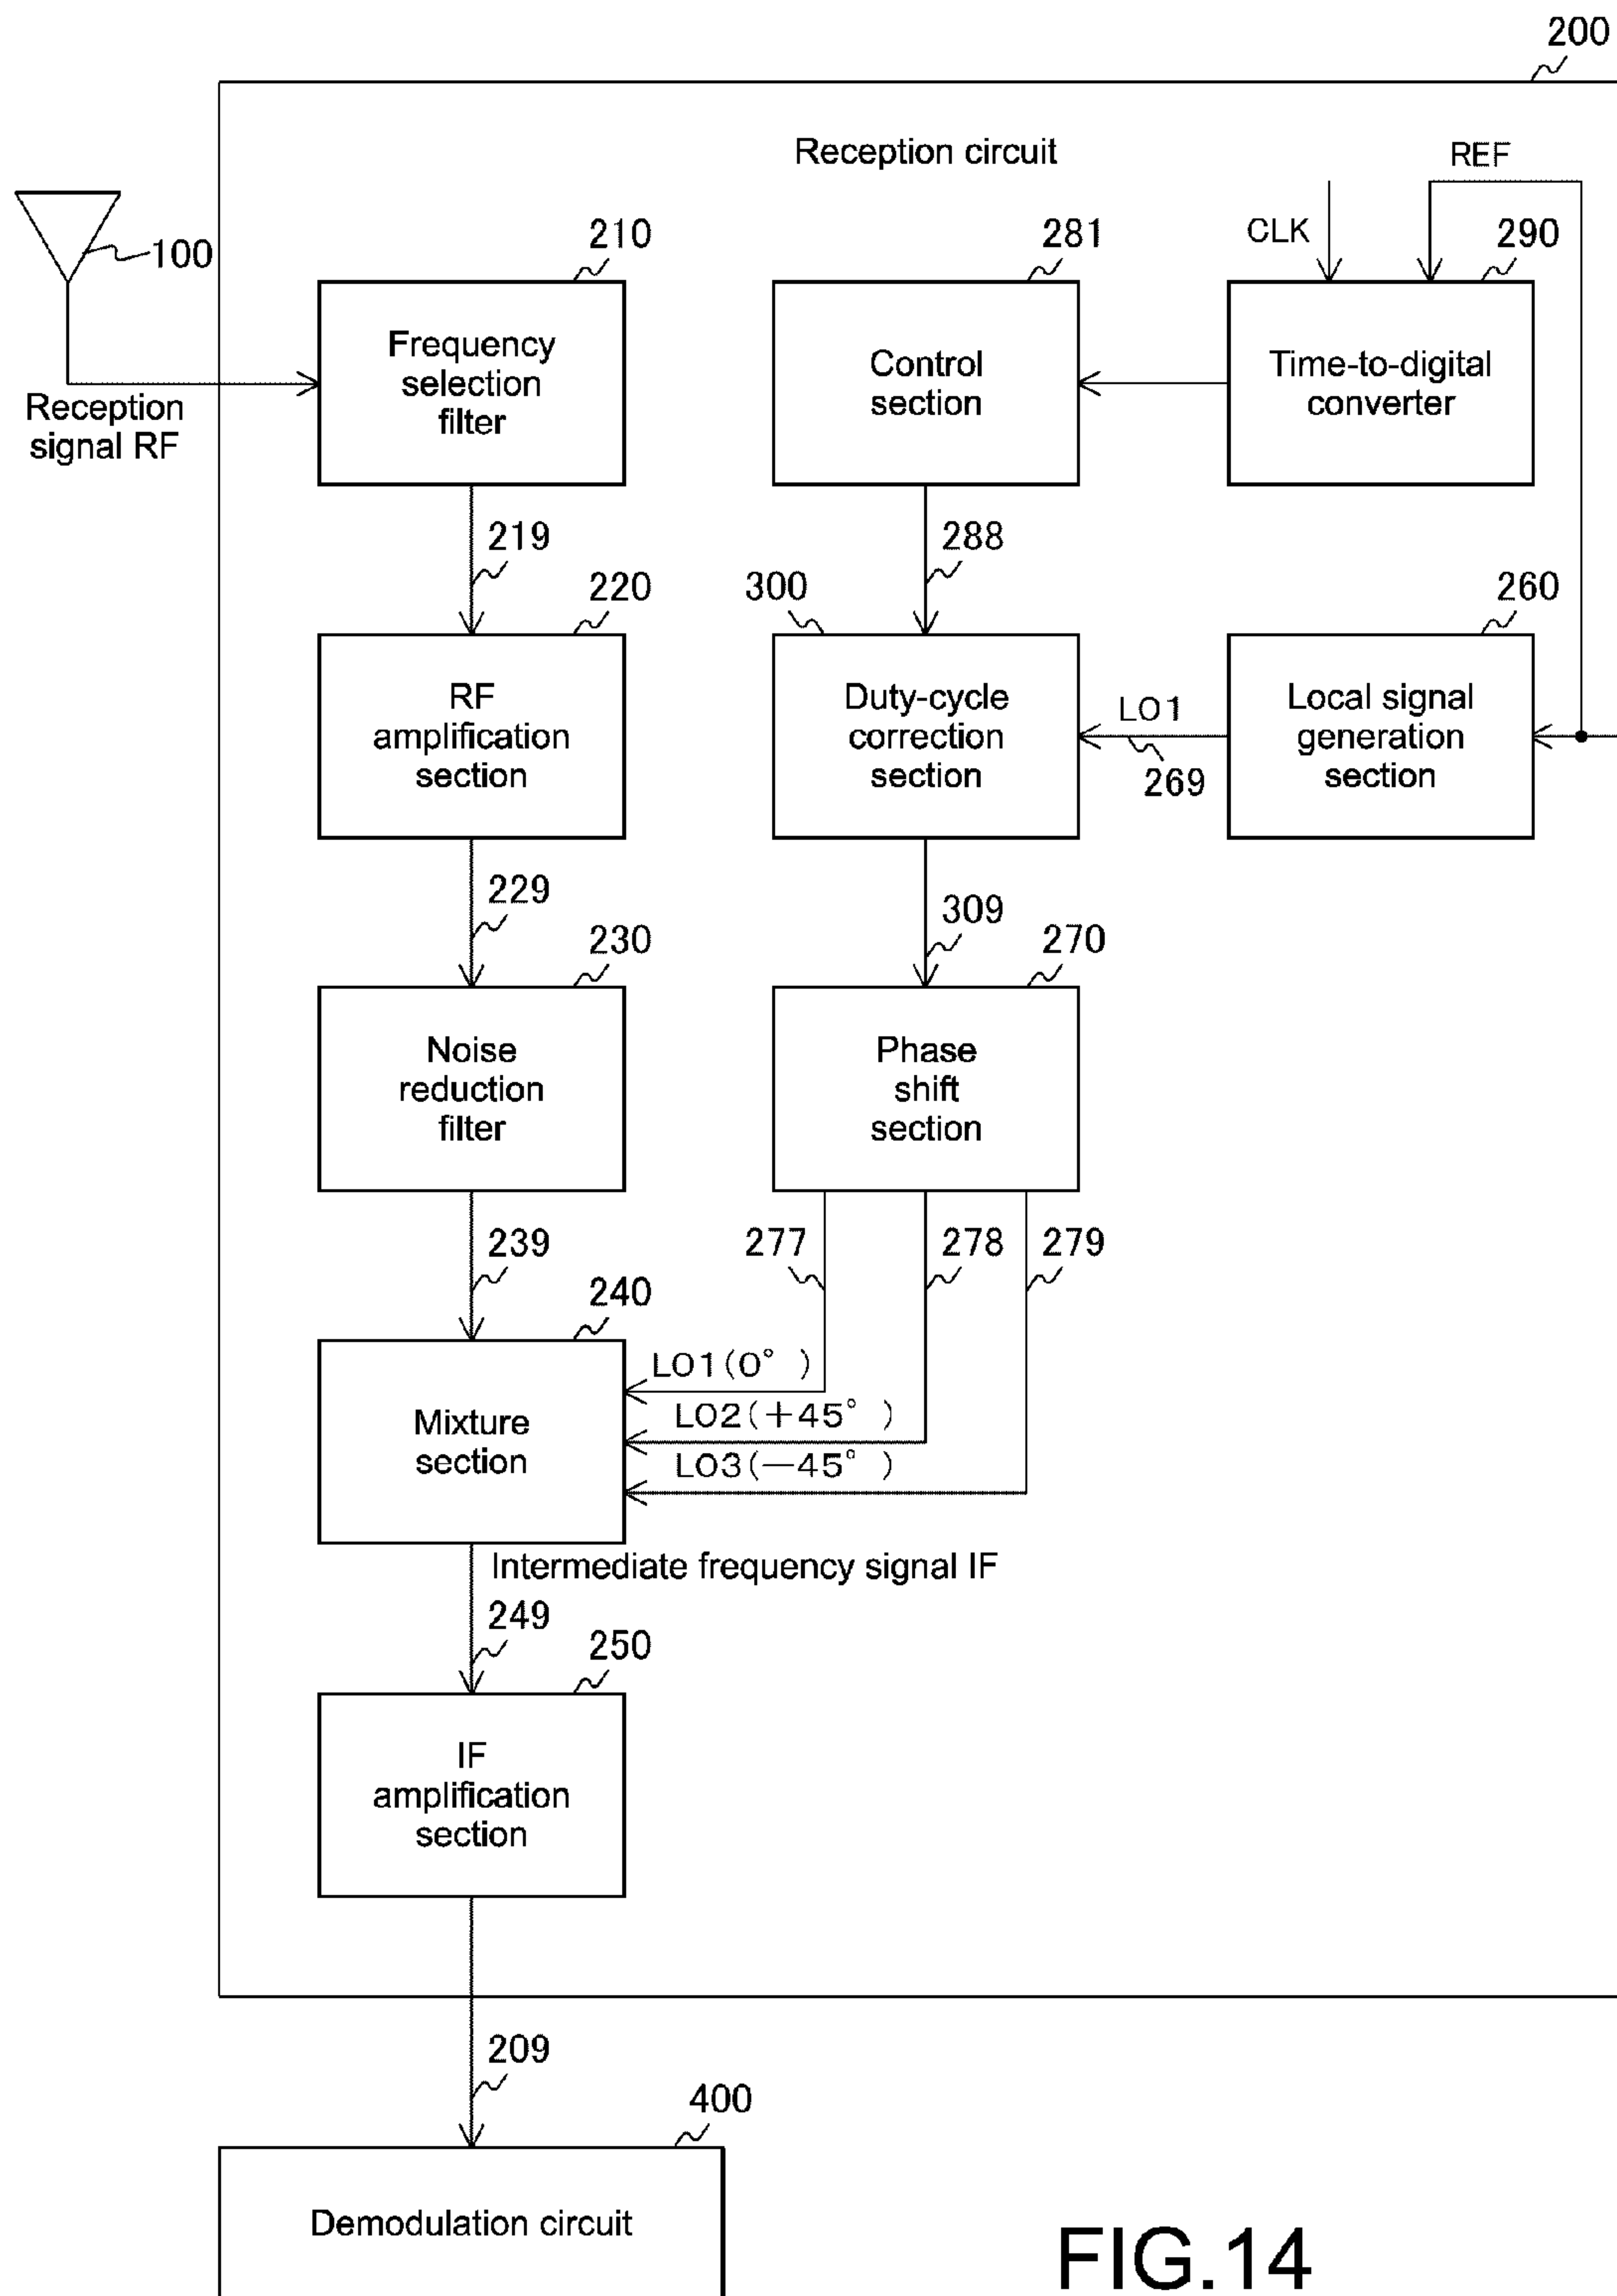 200
Reception circuit
REF
100
210
281
CLK
290
Frequency
selection
filter
Control
section
Time-to-digital
converter
Reception
signal RF
219
288
220
300
260
RF
amplification
section
Duty-cycle
correction
section
LO1
269
Local signal
generation
section
229
309
230
270
Noise
reduction
filter
Phase
shift
section
239
277
278
279
240
LO1(0° )
Mixture
section
LO2(+45° )
LO3(−45° )
Intermediate frequency signal IF
249
250
IF
amplification
section
209
400
Demodulation circuit
FIG.14